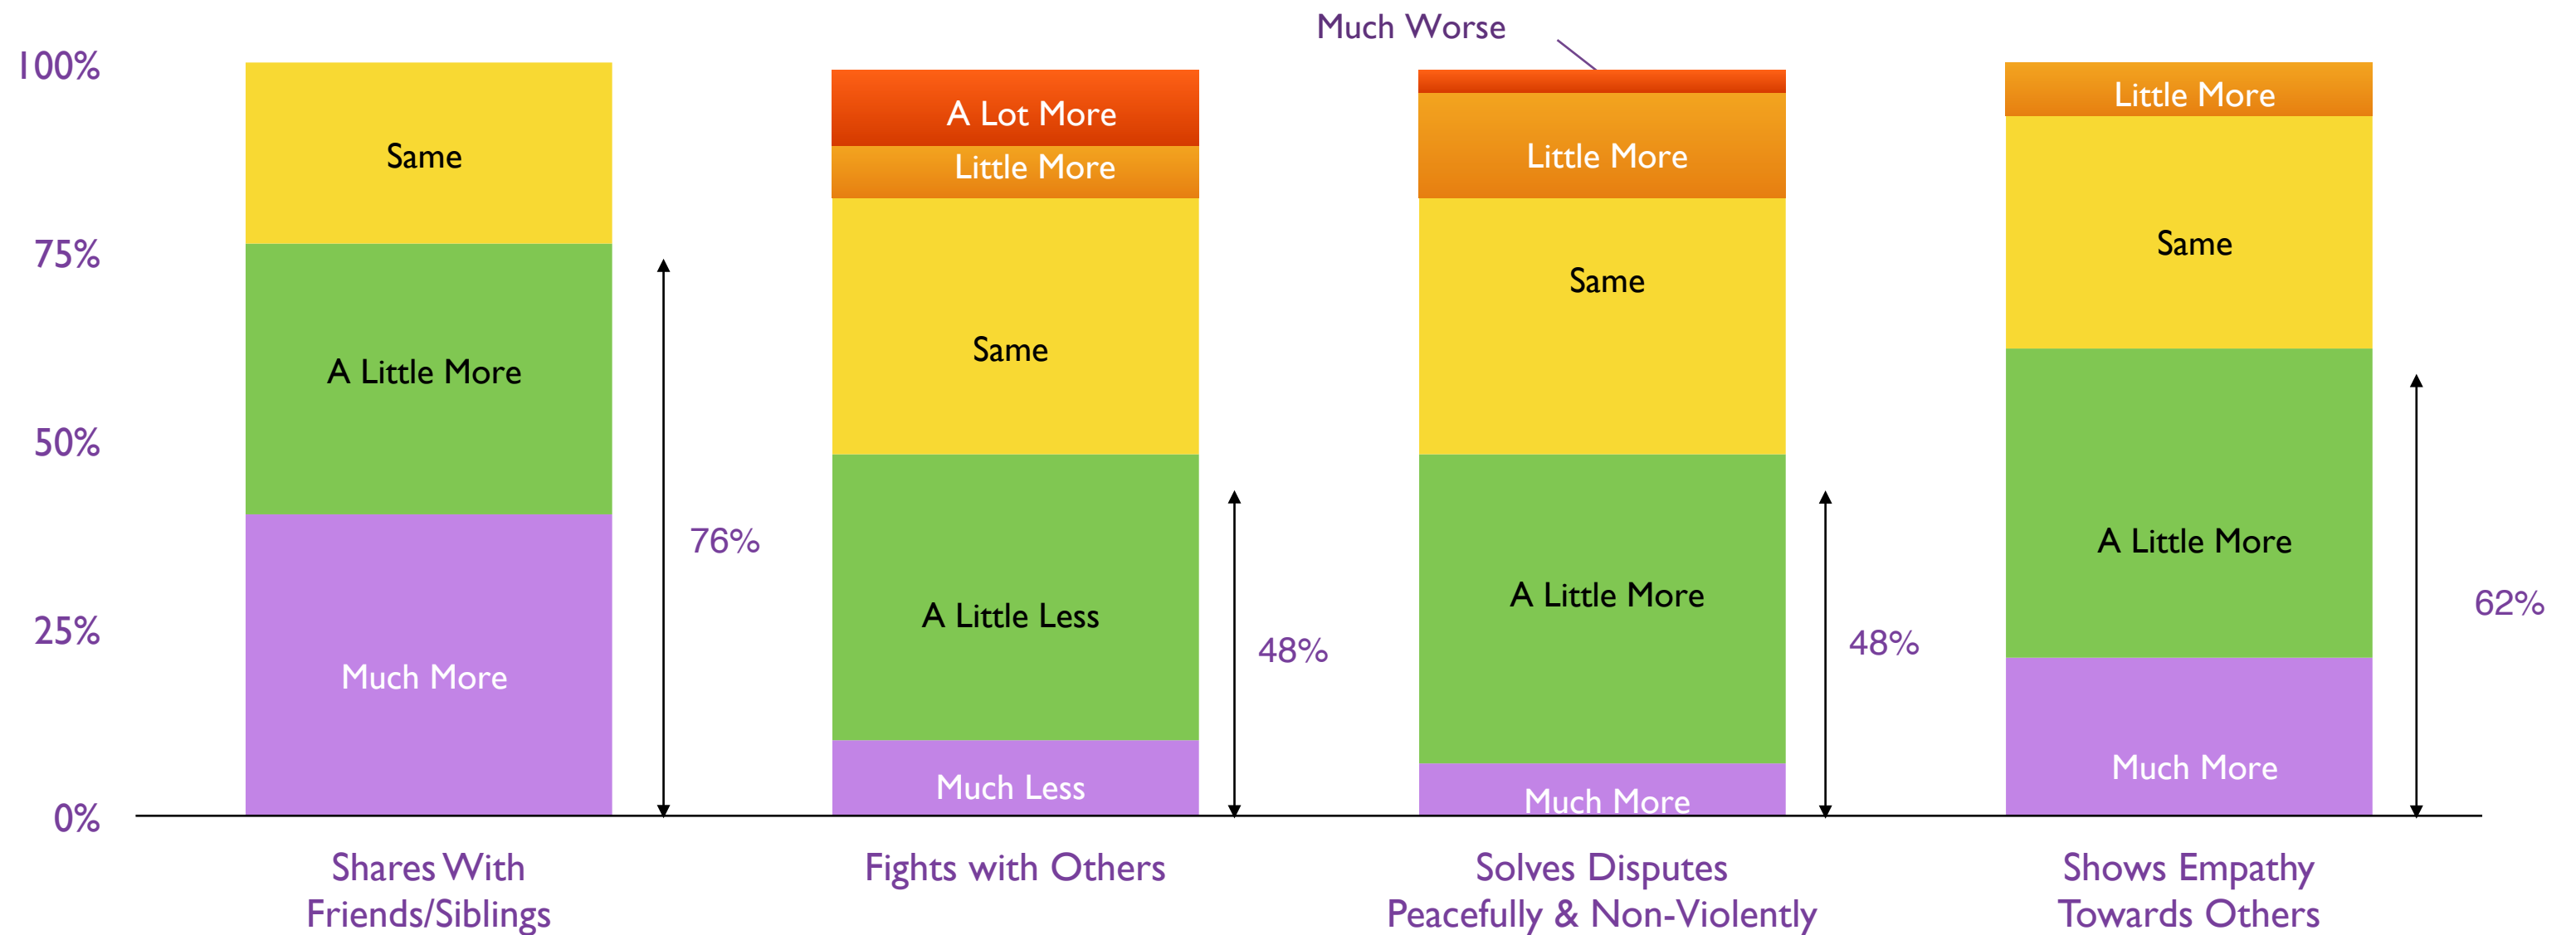 Much Worse
100%
75%
50%
25%
0%
Same
A Little More
Much More
76%
A Lot More
Little More
Same
A Little Less
Much Less
48%
Little More
Same
A Little More
Much More
48%
Little More
Same
A Little More
Much More
62%
Shares With
Friends/Siblings
Fights with Others
Solves Disputes
Peacefully & Non-Violently
Shows Empathy
Towards Others